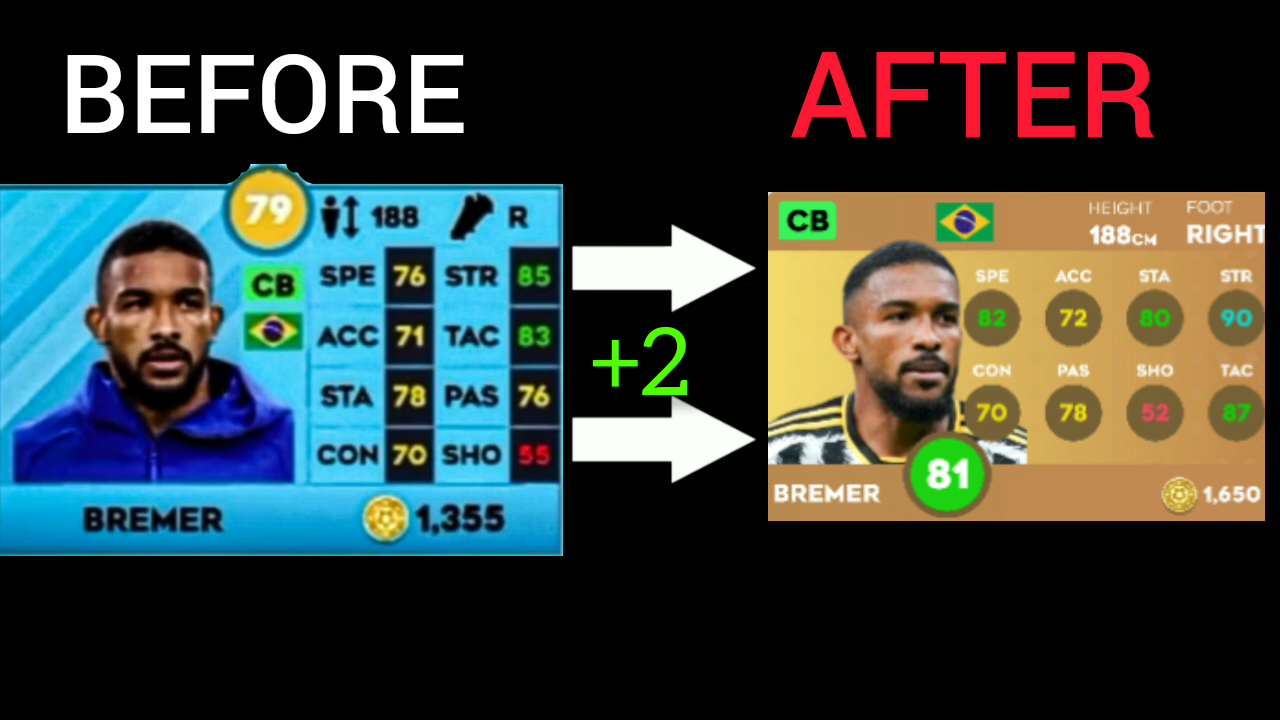 BEFORE
AFTER
79
188
R
CB
SPE 76 STR 85
ACC 71 TAC 83
STA 78 PAS 76
CON 70 SHO 55
BREMER
1,355
+2
CB
HEIGHT
188CM
FOOT
RIGHT
SPE ACC STA STR
82 72 80 90
CON PAS SHO TAC
70 78 52 87
81
BREMER
1,650